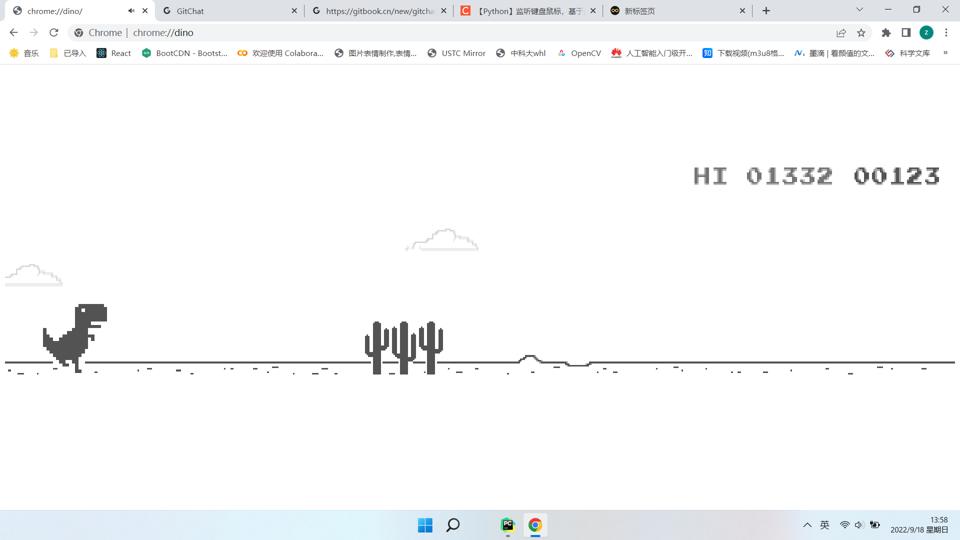 chrome://dino/
GitChat
https://gitbook.cn/new/gitcha
【Python】监听键盘鼠标，基于
新标签页
Chrome | chrome://dino
音乐
已导入
React
BootCDN - Bootst...
欢迎使用 Colabora...
图片表情制作,表情...
USTC Mirror
中科大whl
OpenCV
人工智能入门级开...
下载视频(m3u8格...
墨滴 | 看颜值的文...
科学文库
HI 01332 00123
英
13:58
2022/9/18 星期日